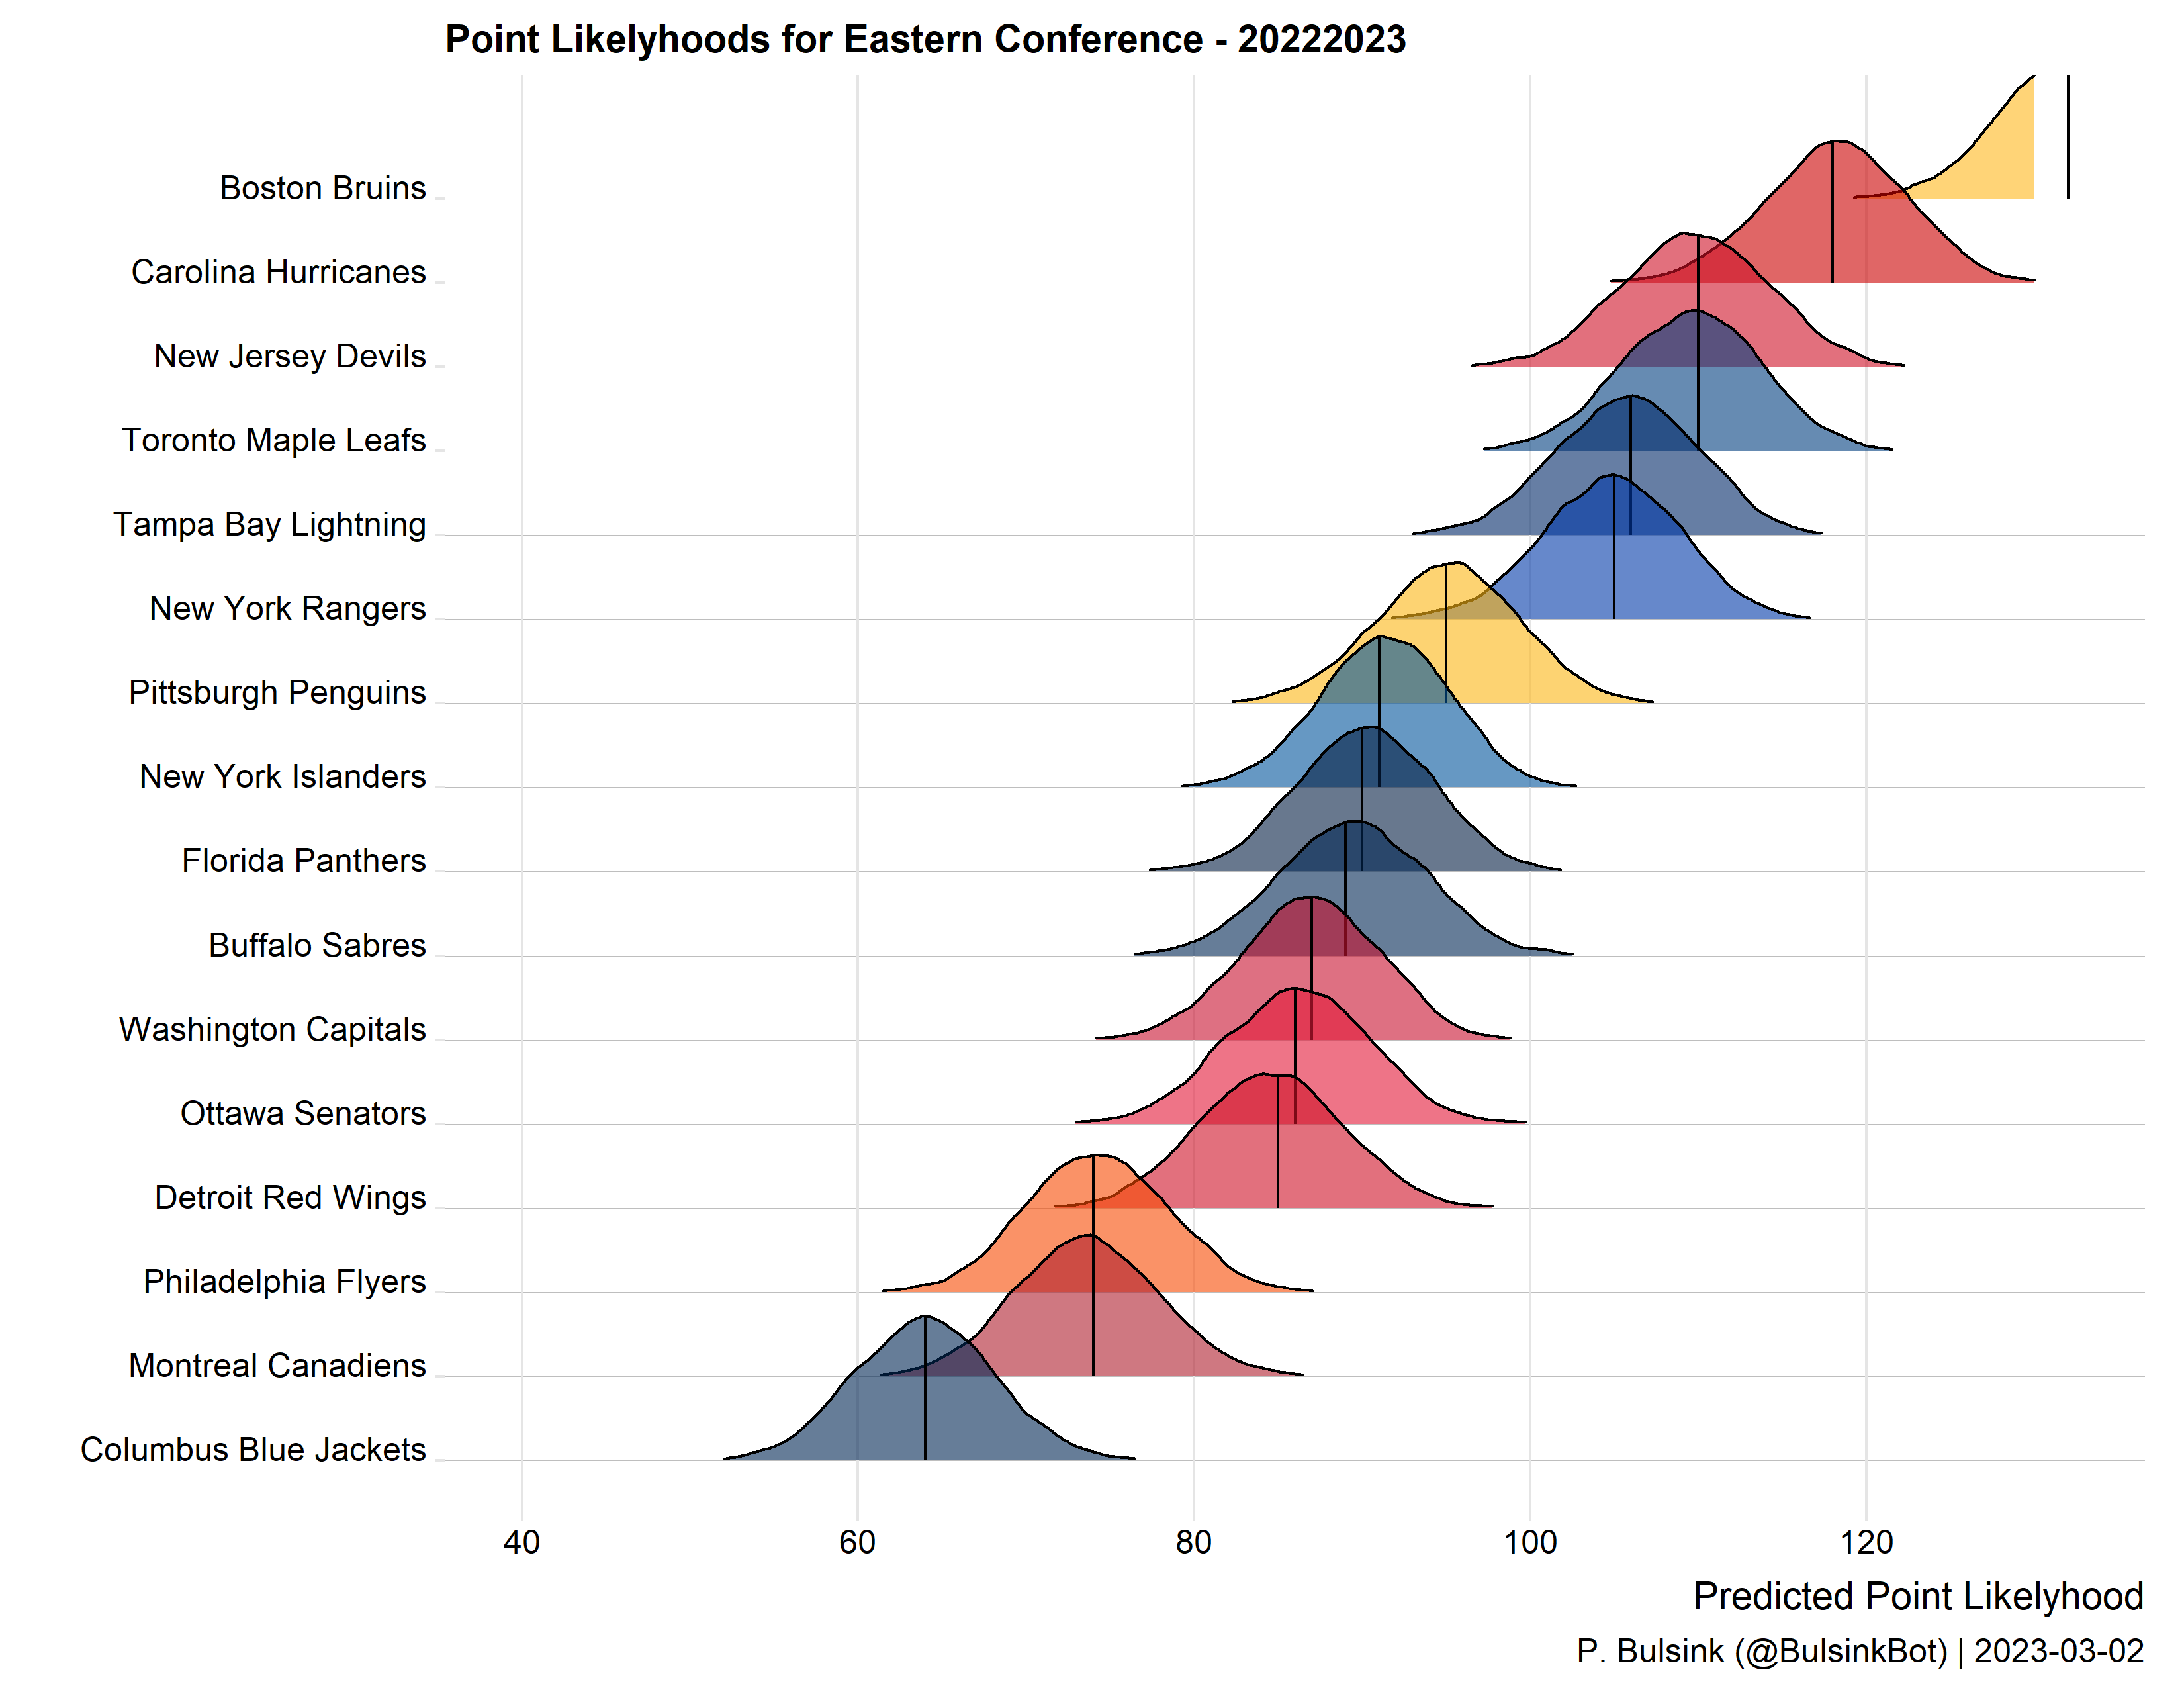 Point Likelyhoods for Eastern Conference - 20222023
Boston Bruins
Carolina Hurricanes
New Jersey Devils
Toronto Maple Leafs
Tampa Bay Lightning
New York Rangers
Pittsburgh Penguins
New York Islanders
Florida Panthers
Buffalo Sabres
Washington Capitals
Ottawa Senators
Detroit Red Wings
Philadelphia Flyers
Montreal Canadiens
Columbus Blue Jackets
40 60 80 100 120
Predicted Point Likelyhood
P. Bulsink (@BulsinkBot) | 2023-03-02